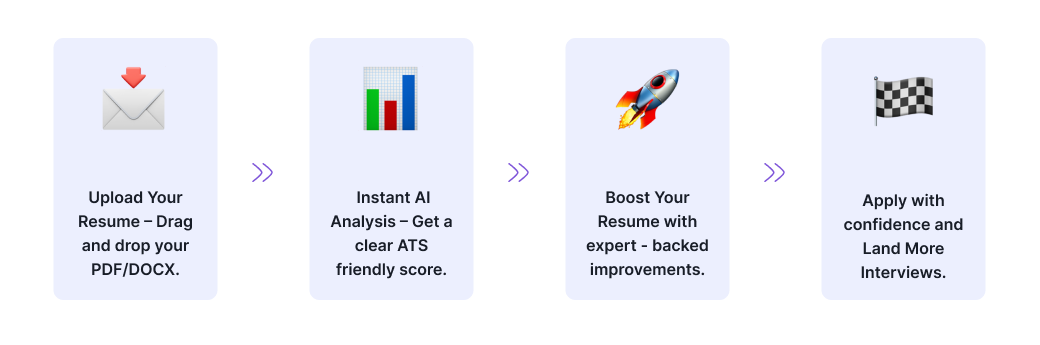 Upload Your
Resume – Drag
and drop your
PDF/DOCX.
Instant AI
Analysis – Get a
clear ATS
friendly score.
Boost Your
Resume with
expert - backed
improvements.
Apply with
confidence and
Land More
Interviews.